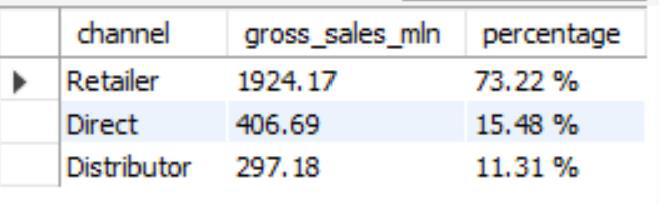 channel gross_sales_mln percentage
Retailer 1924.17 73.22 %
Direct 406.69 15.48 %
Distributor 297.18 11.31 %